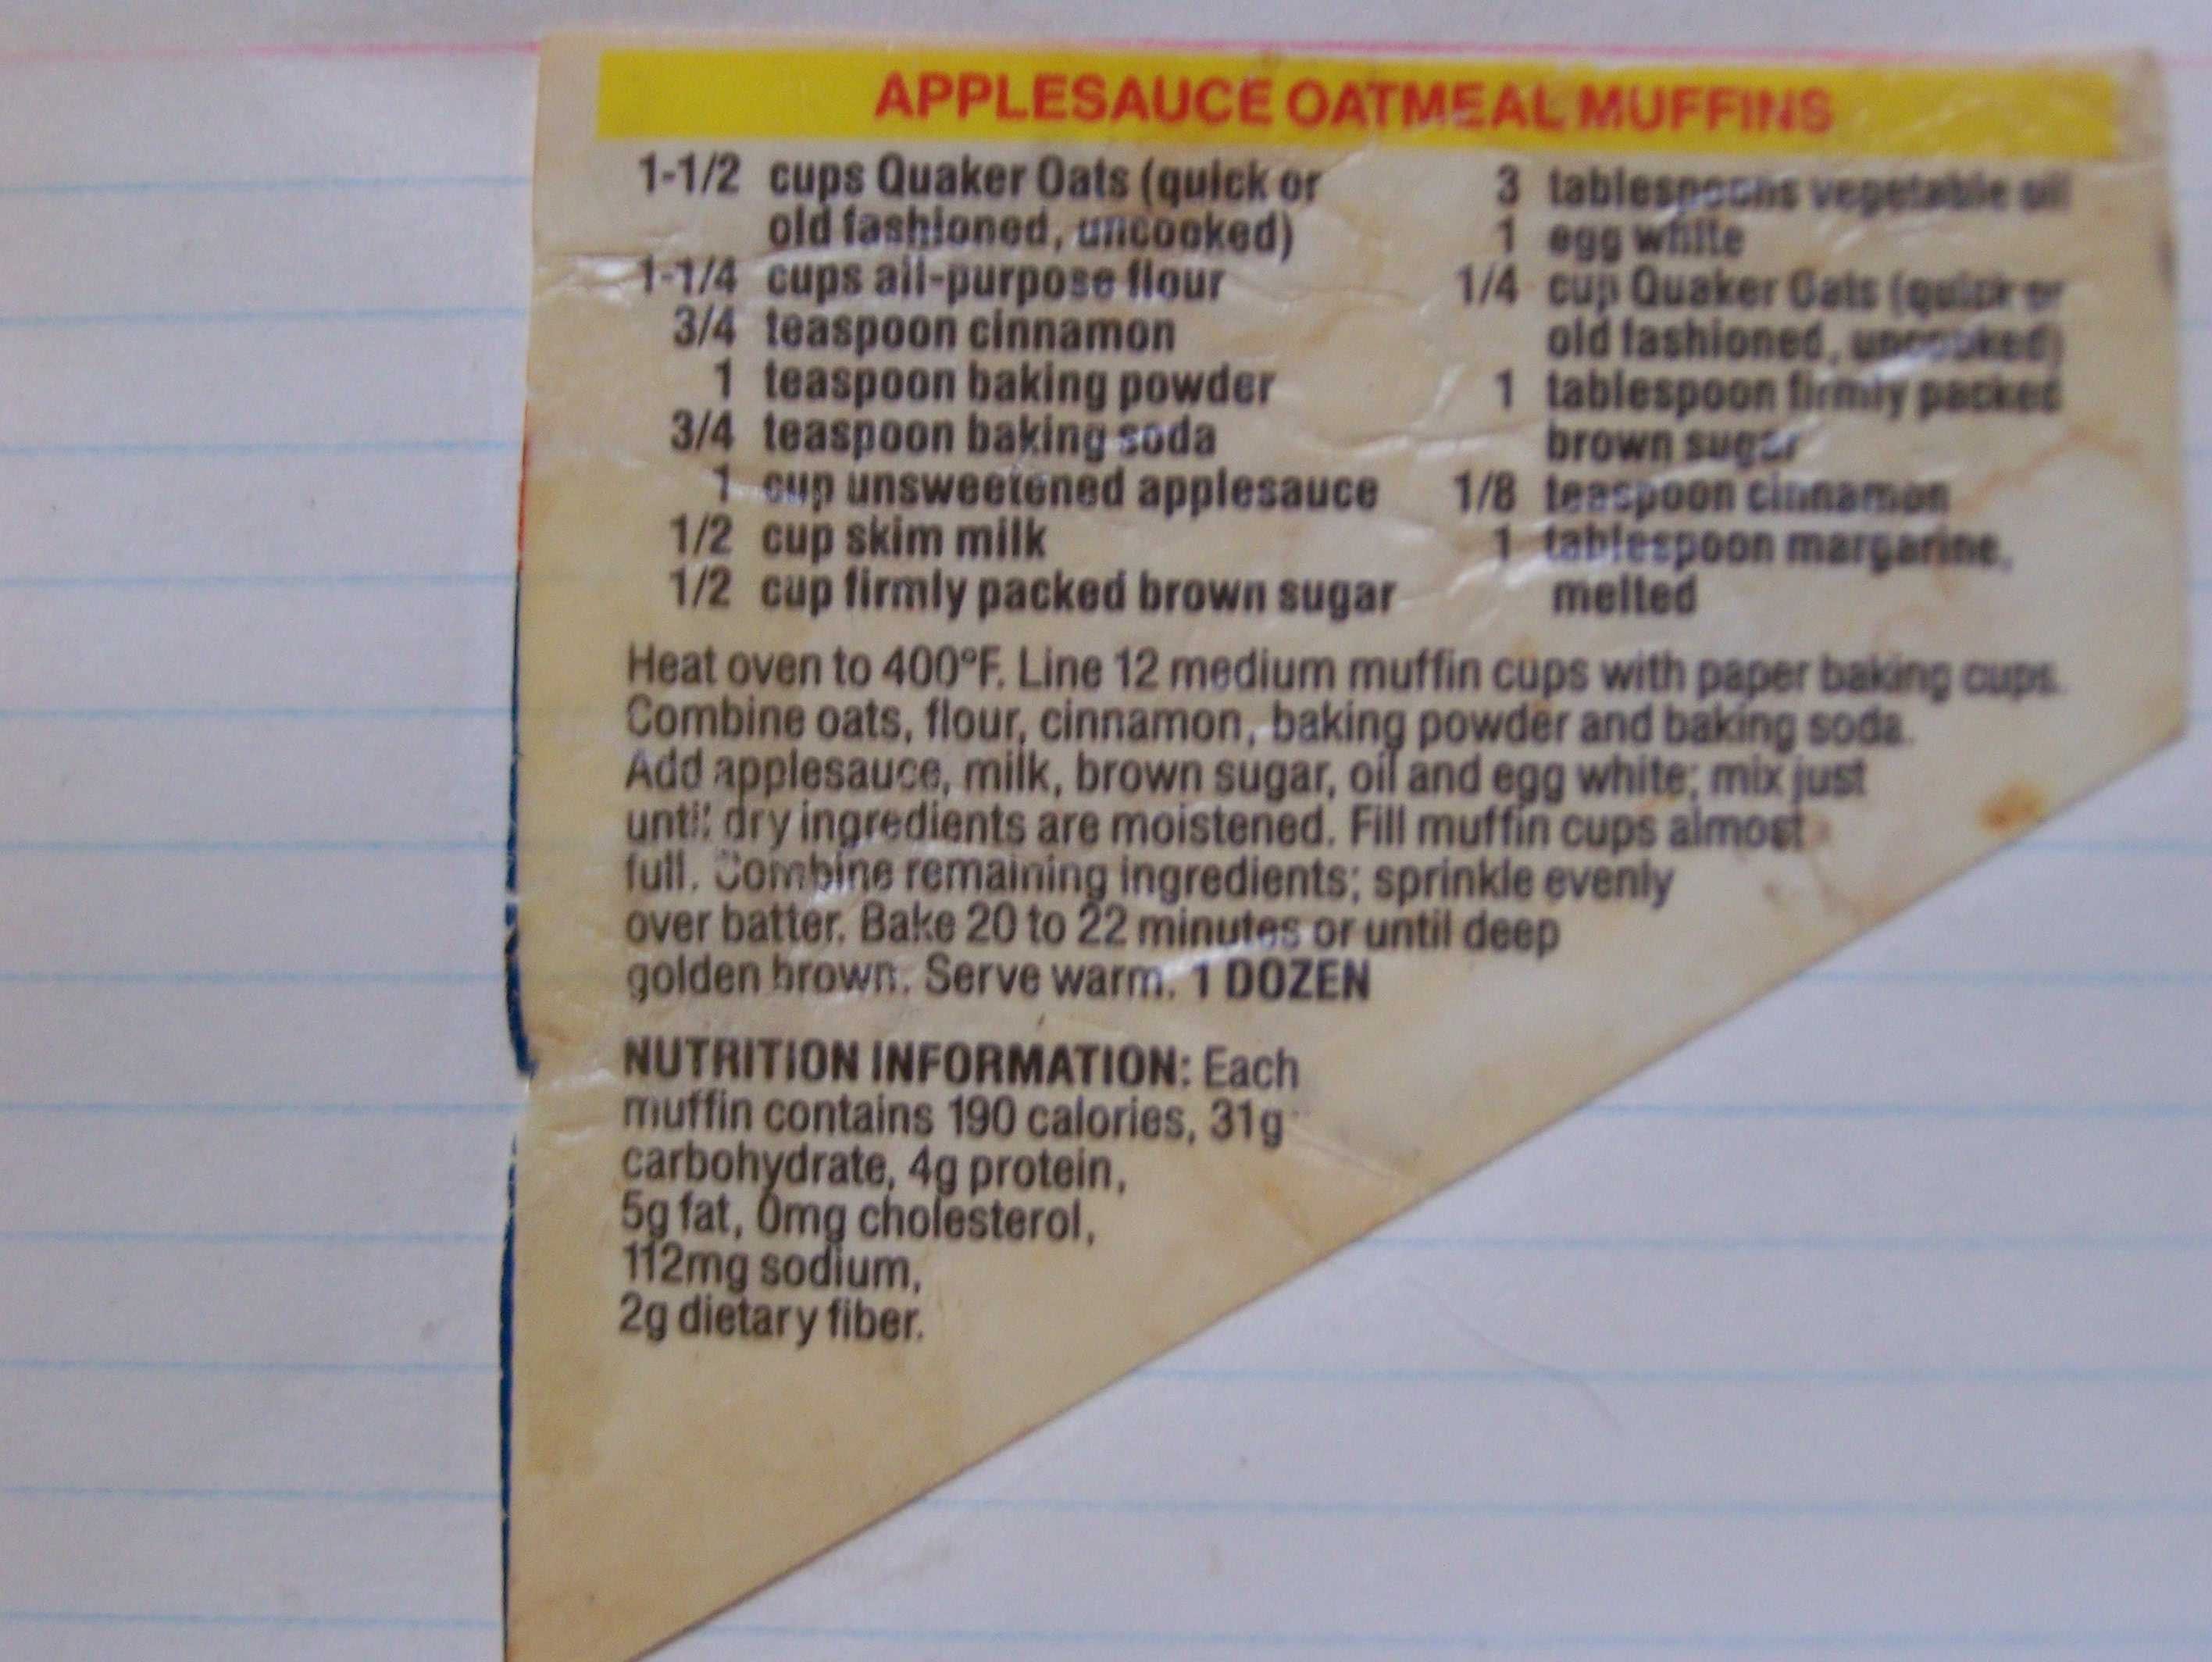 APPLESAUCE OATMEAL MUFFINS
1-1/2 cups Quaker Oats (quick or
old fashioned, uncooked)
1-1/4 cups all-purpose flour
3/4 teaspoon cinnamon
1 teaspoon baking powder
3/4 teaspoon baking soda
1 cup unsweetened applesauce
1/2 cup skim milk
1/2 cup firmly packed brown sugar
3 tablespoons vegetable oil
1 egg white
1/4 cup Quaker Oats (quick or
old fashioned, uncooked)
1 tablespoon firmly packed
brown sugar
1/8 teaspoon cinnamon
1 tablespoon margarine,
melted
Heat oven to 400°F. Line 12 medium muffin cups with paper baking cups.
Combine oats, flour, cinnamon, baking powder and baking soda.
Add applesauce, milk, brown sugar, oil and egg white; mix just
until dry ingredients are moistened. Fill muffin cups almost
full. Combine remaining ingredients; sprinkle evenly
over batter. Bake 20 to 22 minutes or until deep
golden brown. Serve warm. 1 DOZEN
NUTRITION INFORMATION: Each
muffin contains 190 calories, 31g
carbohydrate, 4g protein,
5g fat, 0mg cholesterol,
112mg sodium,
2g dietary fiber.